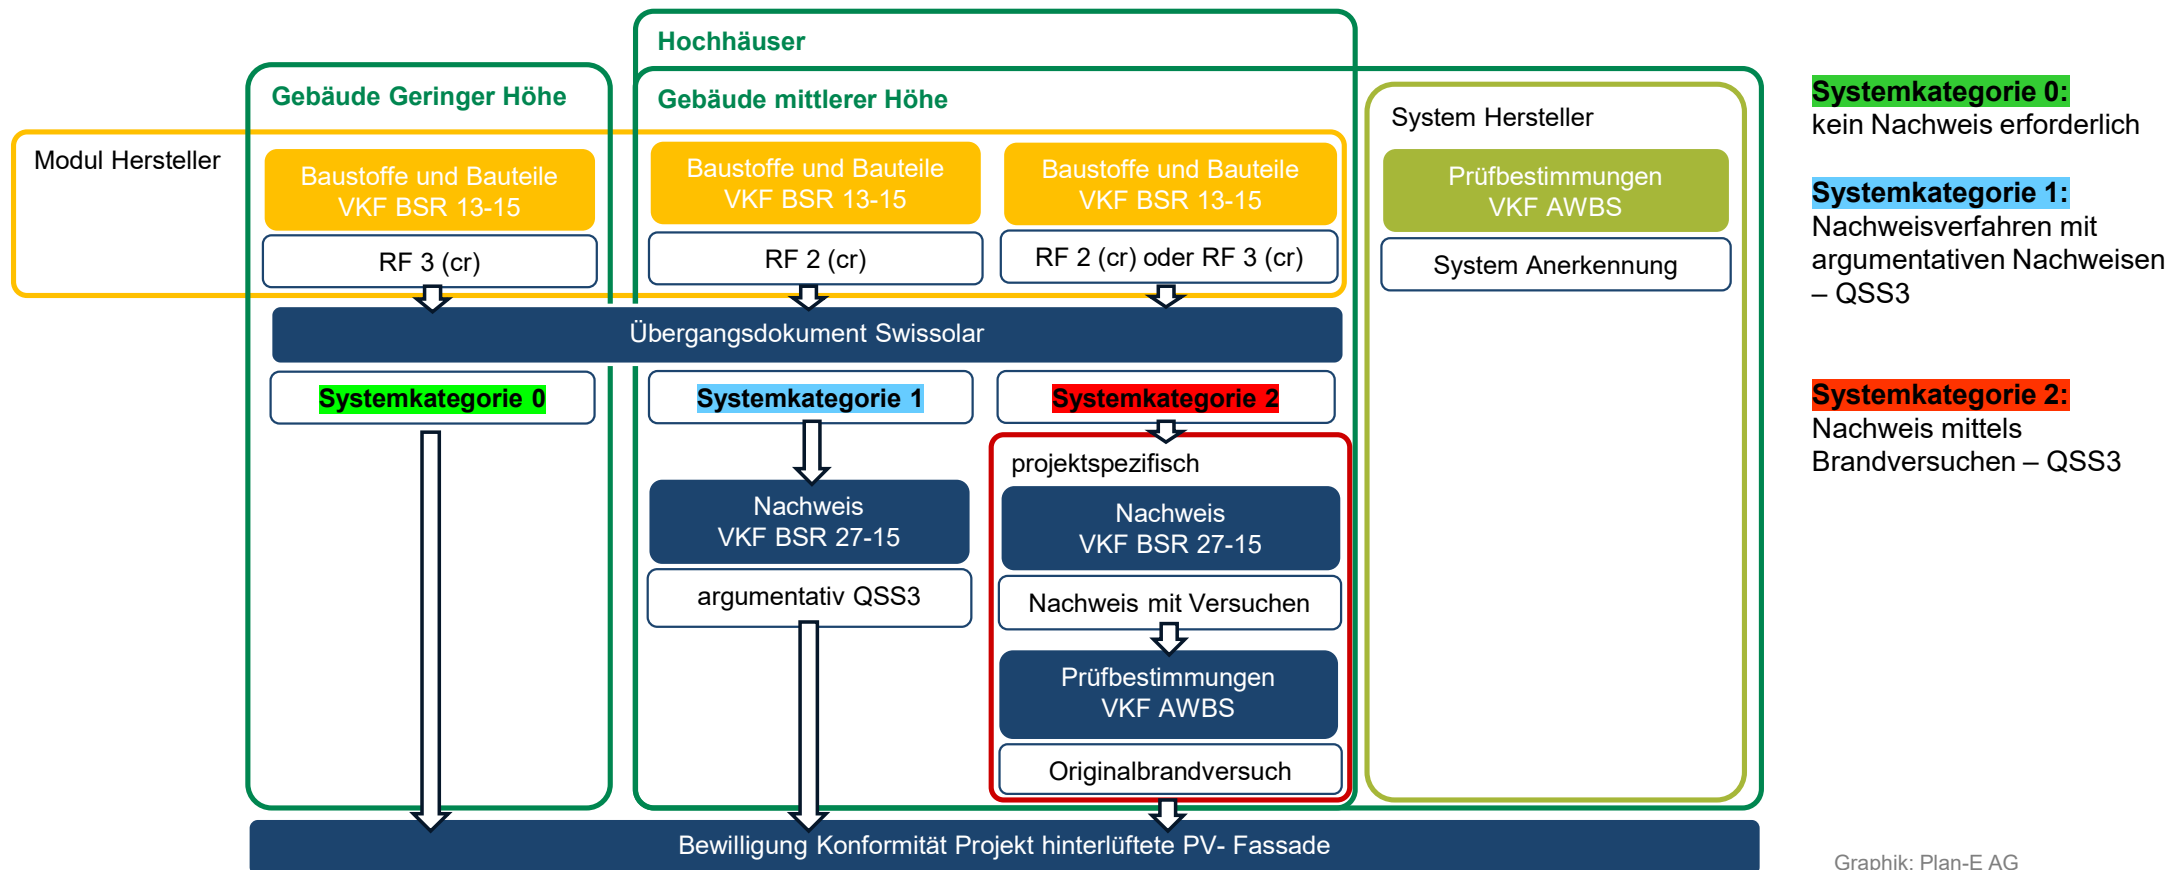 Hochhäuser
Gebäude Geringer Höhe
Gebäude mittlerer Höhe
Modul Hersteller
Baustoffe und Bauteile
VKF BSR 13-15
RF 3 (cr)
Baustoffe und Bauteile
VKF BSR 13-15
RF 2 (cr)
Baustoffe und Bauteile
VKF BSR 13-15
RF 2 (cr) oder RF 3 (cr)
System Hersteller
Prüfbestimmungen
VKF AWBS
System Anerkennung
Übergangsdokument Swissolar
Systemkategorie 0
Systemkategorie 1
Systemkategorie 2
Nachweis
VKF BSR 27-15
argumentativ QSS3
projektspezifisch
Nachweis
VKF BSR 27-15
Nachweis mit Versuchen
Prüfbestimmungen
VKF AWBS
Originalbrandversuch
Bewilligung Konformität Projekt hinterlüftete PV- Fassade
Systemkategorie 0:
kein Nachweis erforderlich
Systemkategorie 1:
Nachweisverfahren mit
argumentativen Nachweisen
– QSS3
Systemkategorie 2:
Nachweis mittels
Brandversuchen – QSS3
Graphik: Plan-E AG